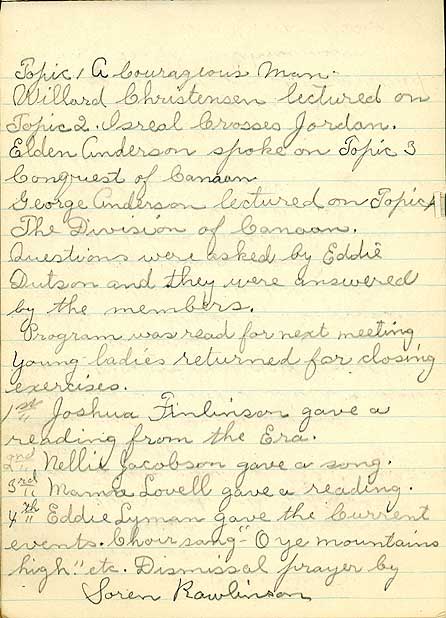 Topic 1 A Courageous Man.
Willard Christensen lectured on
Topic 2. Isreal Crosses Jordan.
Elden Anderson spoke on Topic 3
Conquest of Canaan
George Anderson lectured on Topic 4
The Division of Canaan.
Questions were asked by Eddie
Dutson and they were answered
by the members.
Program was read for next meeting
Young ladies returned for closing
exercises.
1st " Joshua Finlinson gave a
reading from the Era.
2nd " Nellie Jacobson gave a song.
3rd " Mamie Lovell gave a reading.
4th " Eddie Lyman gave the Current
events. Choir sang "O ye mountains
high" etc. Dismissal prayer by
Soren Rawlinson